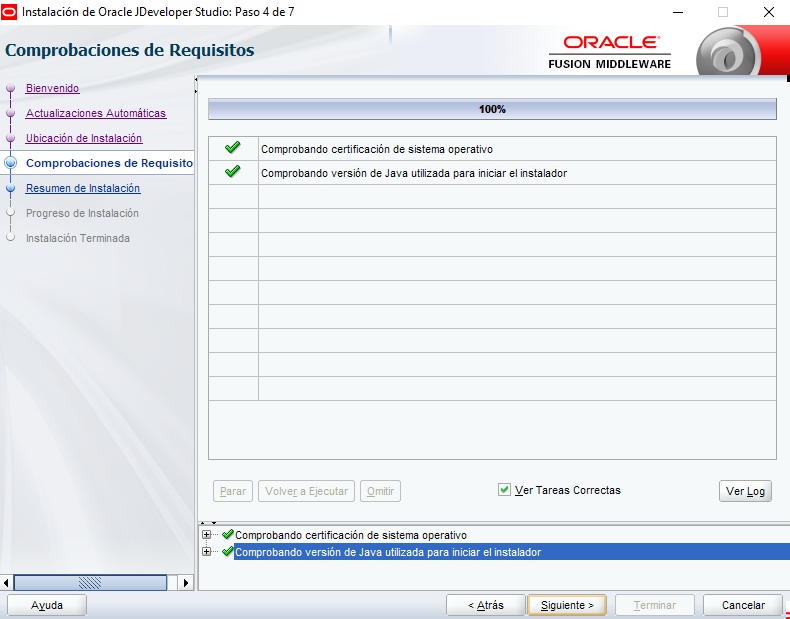 Instalación de Oracle JDeveloper Studio: Paso 4 de 7
Comprobaciones de Requisitos
ORACLE
FUSION MIDDLEWARE
Bienvenido
Actualizaciones Automáticas
Ubicación de Instalación
Comprobaciones de Requisito
Resumen de Instalación
Progreso de Instalación
Instalación Terminada
100%
Comprobando certificación de sistema operativo
Comprobando versión de Java utilizada para iniciar el instalador
Parar
Volver a Ejecutar
Omitir
Ver Tareas Correctas
Ver Log
Comprobando certificación de sistema operativo
Comprobando versión de Java utilizada para iniciar el instalador
Ayuda
< Atrás
Siguiente >
Terminar
Cancelar